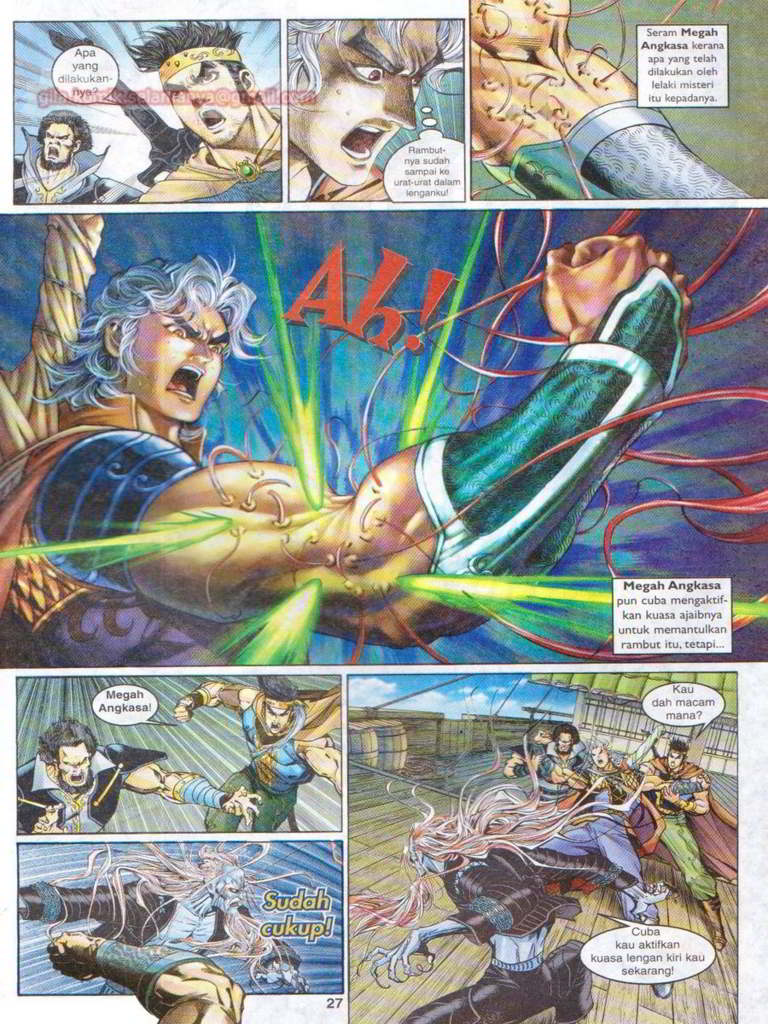 Apa
yang
dilakukan-
nya?
Rambut-
nya sudah
sampai ke
urat-urat dalam
lenganku!
Seram Megah
Angkasa kerana
apa yang telah
dilakukan oleh
lelaki misteri
itu kepadanya.
Ah!
Megah Angkasa
pun cuba mengaktif-
kan kuasa ajaibnya
untuk memantulkan
rambut itu, tetapi...
Megah
Angkasa!
Kau
dah macam
mana?
Sudah
cukup!
Cuba
kau aktifkan
kuasa lengan kiri kau
sekarang!
27